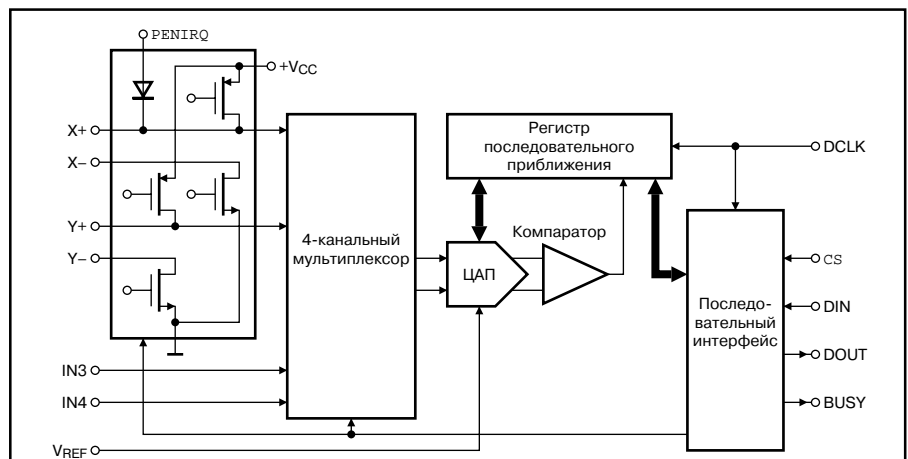 PENIRQ
+VCC
X+
X–
Y+
Y–
IN3
IN4
VREF
4-канальный
мультиплексор
Регистр
последовательного
приближения
ЦАП
Компаратор
Последо-
вательный
интерфейс
DCLK
CS
DIN
DOUT
BUSY